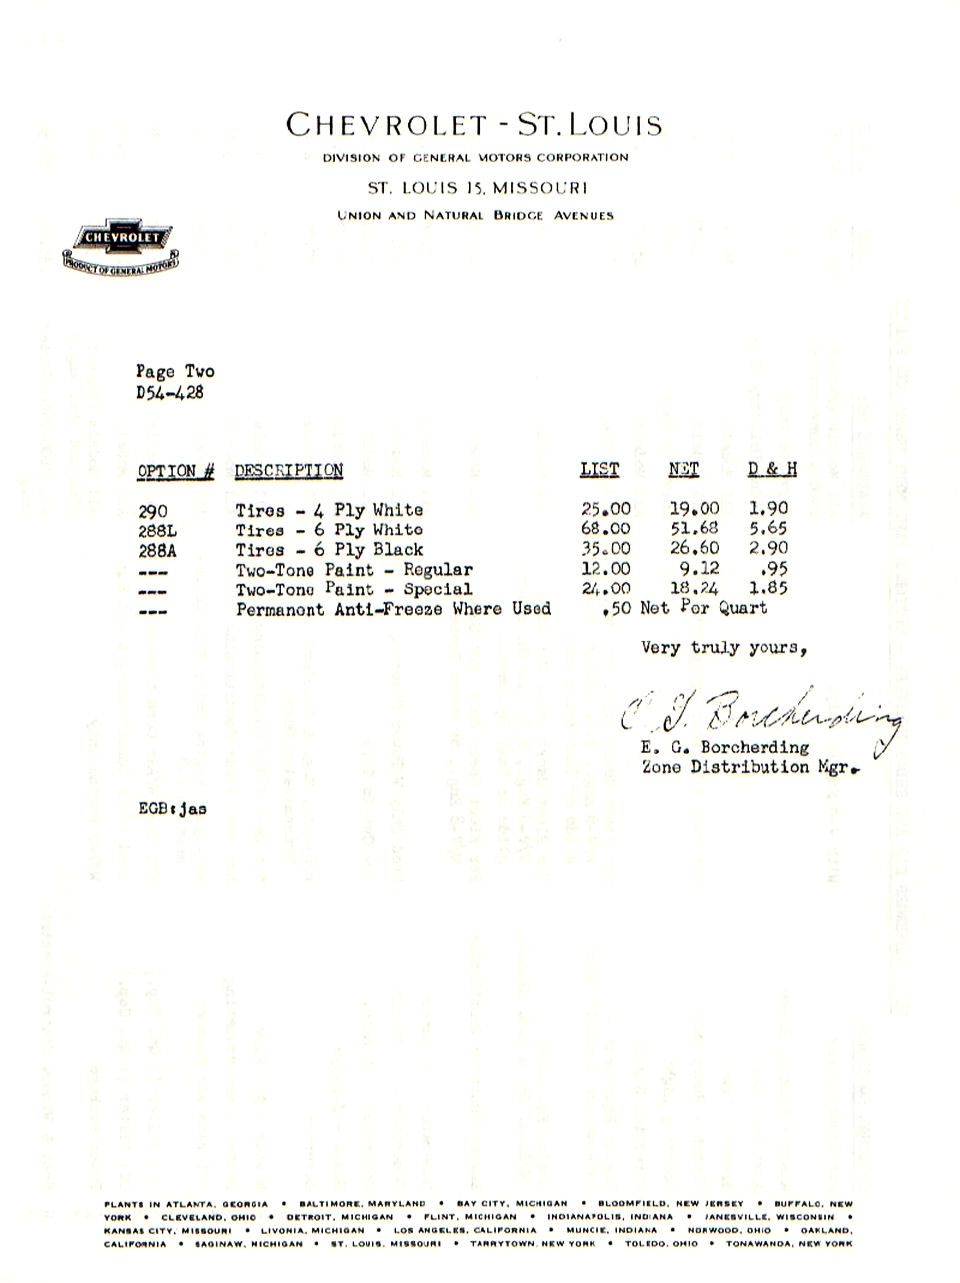 CHEVROLET - ST. LOUIS
DIVISION OF GENERAL MOTORS CORPORATION
ST. LOUIS 15, MISSOURI
UNION AND NATURAL BRIDGE AVENUES
CHEVROLET
PRODUCT OF GENERAL MOTORS
Page Two
D54-428
OPTION # DESCRIPTION LIST NET D & H
290 Tires - 4 Ply White 25.00 19.00 1.90
288L Tires - 6 Ply White 68.00 51.68 5.65
288A Tires - 6 Ply Black 35.00 26.60 2.90
--- Two-Tone Paint - Regular 12.00 9.12 .95
--- Two-Tone Paint - Special 24.00 18.24 1.85
--- Permanent Anti-Freeze Where Used .50 Net Per Quart
Very truly yours,
E. G. Borcherding
E. G. Borcherding
Zone Distribution Mgr.
EGB:jas
PLANTS IN ATLANTA, GEORGIA • BALTIMORE, MARYLAND • BAY CITY, MICHIGAN • BLOOMFIELD, NEW JERSEY • BUFFALO, NEW
YORK • CLEVELAND, OHIO • DETROIT, MICHIGAN • FLINT, MICHIGAN • INDIANAPOLIS, INDIANA • JANESVILLE, WISCONSIN •
KANSAS CITY, MISSOURI • LIVONIA, MICHIGAN • LOS ANGELES, CALIFORNIA • MUNCIE, INDIANA • NORWOOD, OHIO • OAKLAND,
CALIFORNIA • SAGINAW, MICHIGAN • ST. LOUIS, MISSOURI • TARRYTOWN, NEW YORK • TOLEDO, OHIO • TONAWANDA, NEW YORK